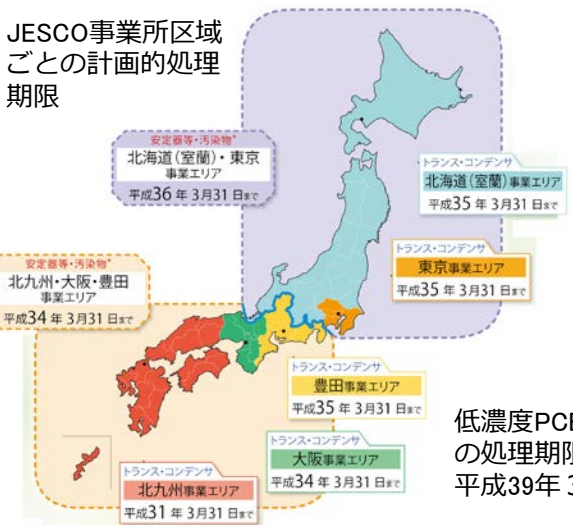 JESCO事業所区域
ごとの計画的処理
期限
安定器等・汚染物*
北海道(室蘭)・東京
事業エリア
平成36年 3月31日まで
トランス・コンデンサ
北海道(室蘭)事業エリア
平成35年 3月31日まで
トランス・コンデンサ
東京事業エリア
平成35年 3月31日まで
安定器等・汚染物*
北九州・大阪・豊田
事業エリア
平成34年 3月31日まで
トランス・コンデンサ
豊田事業エリア
平成35年 3月31日まで
トランス・コンデンサ
大阪事業エリア
平成34年 3月31日まで
トランス・コンデンサ
北九州事業エリア
平成31年 3月31日まで
低濃度PCB
の処理期限
平成39年3